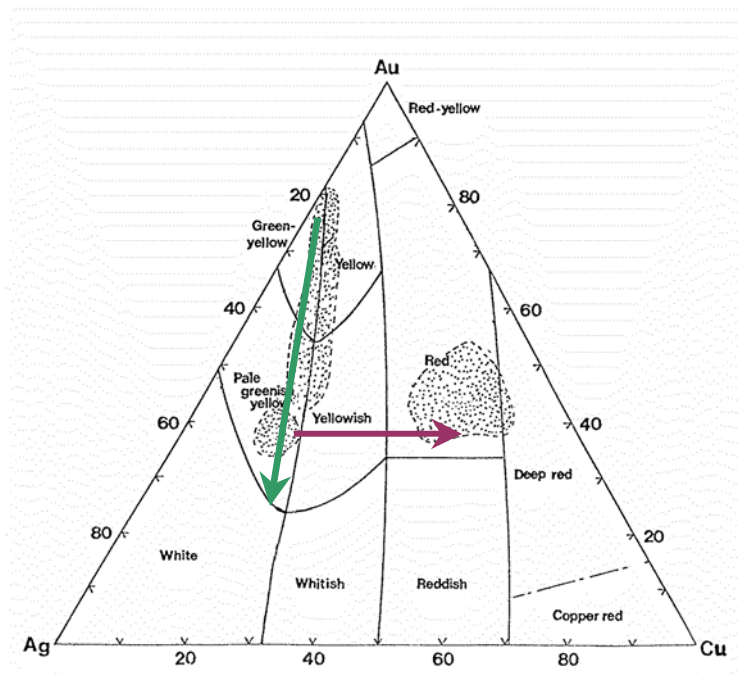 Au
Red-yellow
20
80
Green-
yellow
Yellow
40
60
Red
Pale
greenish
yellow
Yellowish
60
40
Deep red
80
20
White
Whitish
Reddish
Copper red
Ag
Cu
20
40
60
80